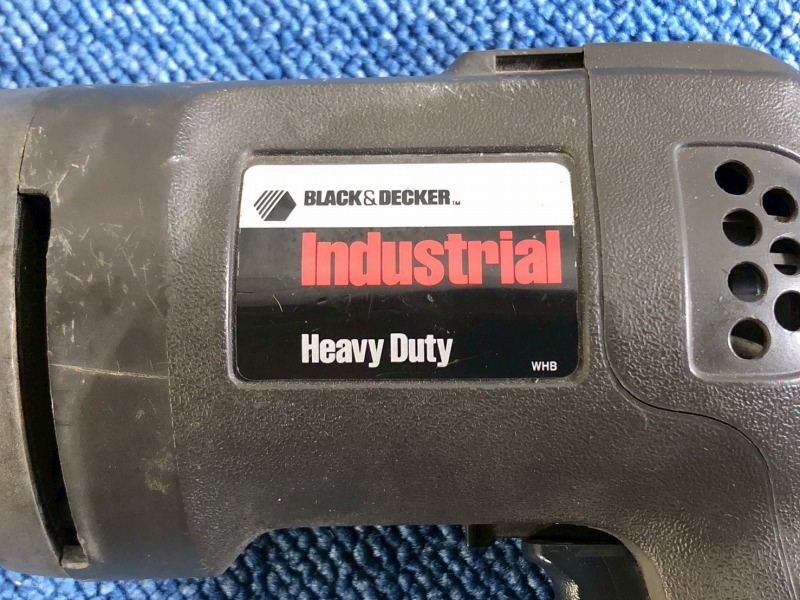 BLACK&DECKER™
Industrial
Heavy Duty
WHB